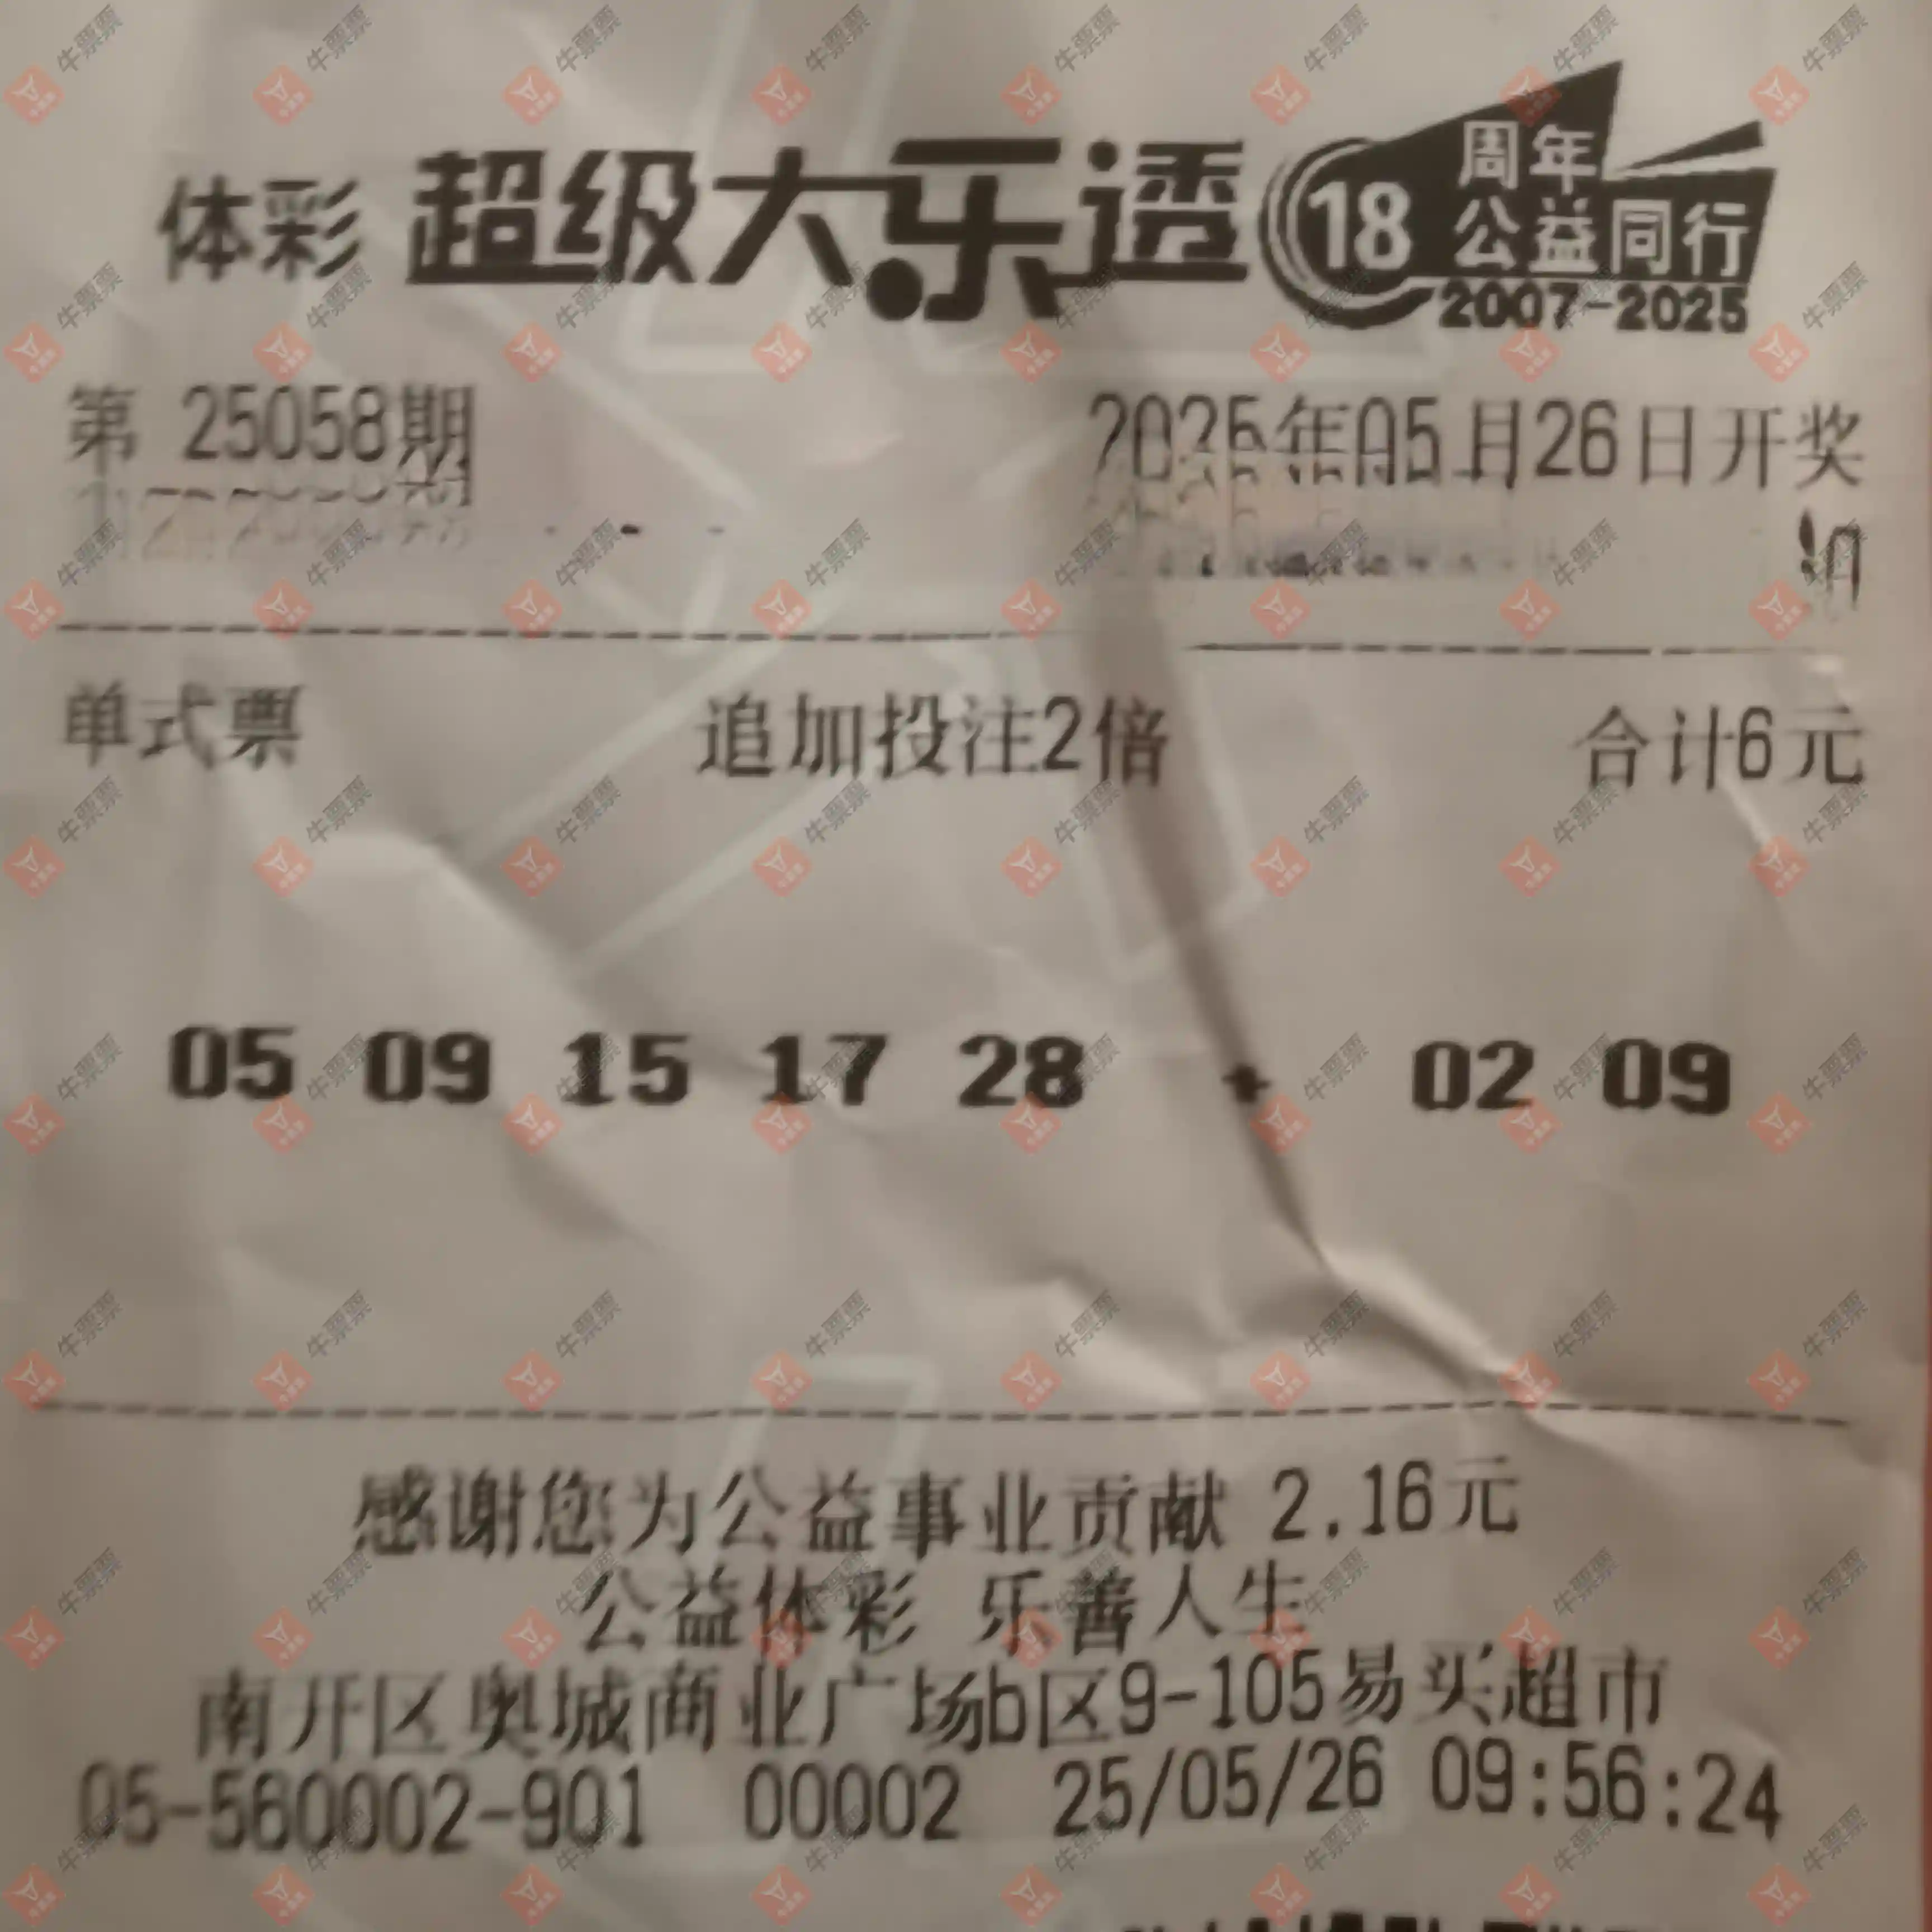 体彩 超级大乐透 18 周年 公益同行 2007-2025
第 25058期 2025年05月26日开奖
单式票 追加投注2倍 合计6元
05 09 15 17 28 + 02 09
感谢您为公益事业贡献 2.16元
公益体彩 乐善人生
南开区奥城商业广场b区9-105易买超市
05-560002-901 00002 25/05/26 09:56:24
牛票票